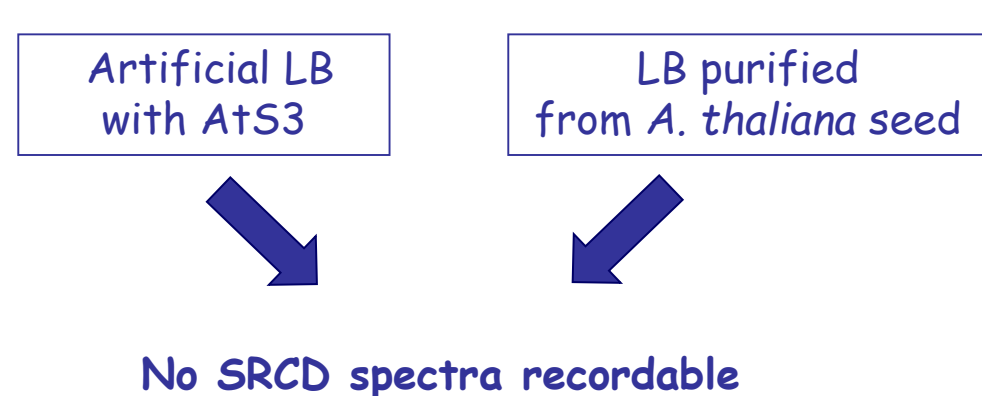 Artificial LB
with AtS3
LB purified
from A. thaliana seed
No SRCD spectra recordable